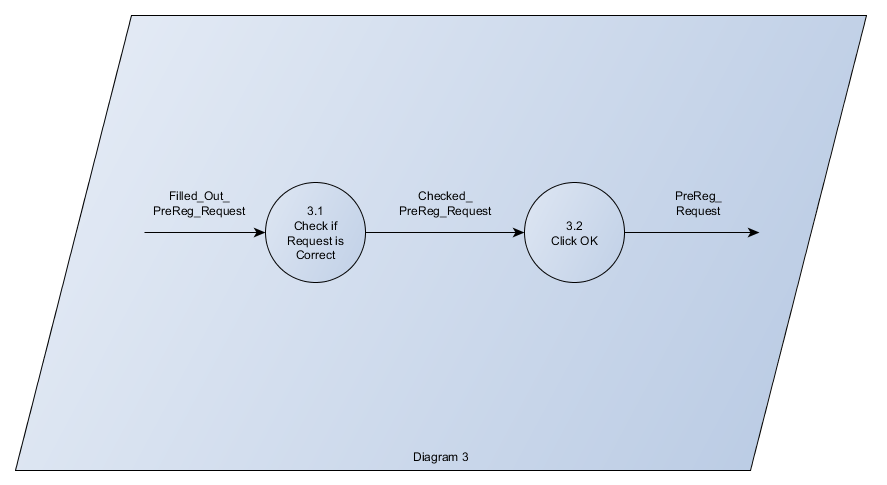 Filled_Out_
PreReg_Request
3.1
Check if
Request is
Correct
Checked_
PreReg_Request
3.2
Click OK
PreReg_
Request
Diagram 3